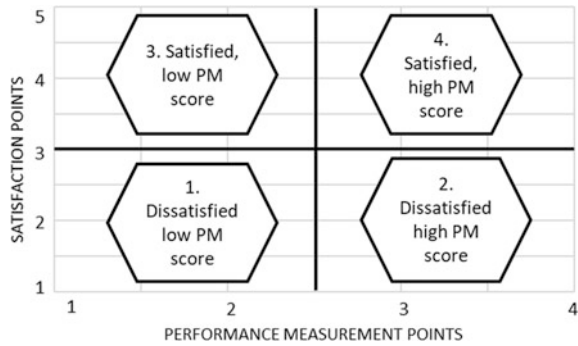 5
4
3
2
1
SATISFACTION POINTS
3. Satisfied,
low PM
score
4.
Satisfied,
high PM
score
1.
Dissatisfied
low PM
score
2.
Dissatisfied
high PM
score
1 2 3 4
PERFORMANCE MEASUREMENT POINTS